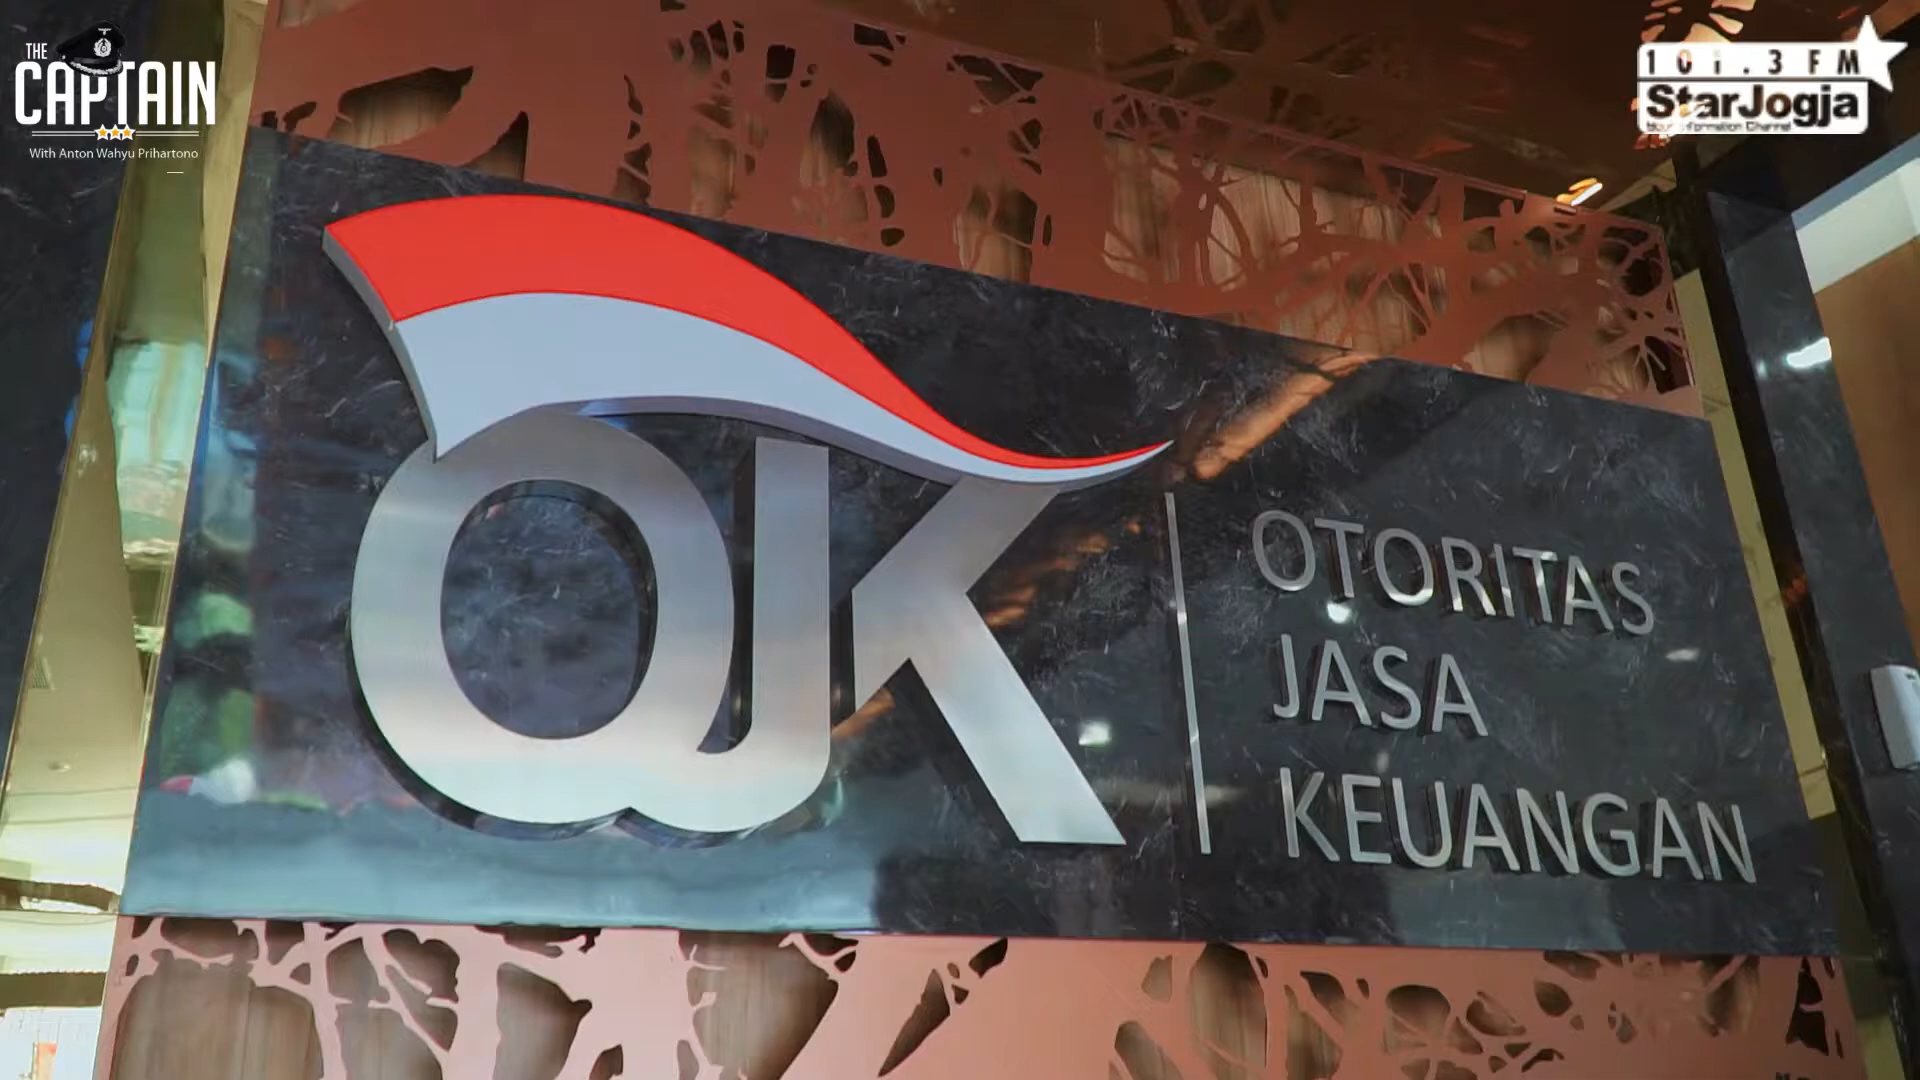 THE
CAPTAIN
With Anton Wahyu Prihartono
101.3 FM
StarJogja
OJK
OTORITAS
JASA
KEUANGAN